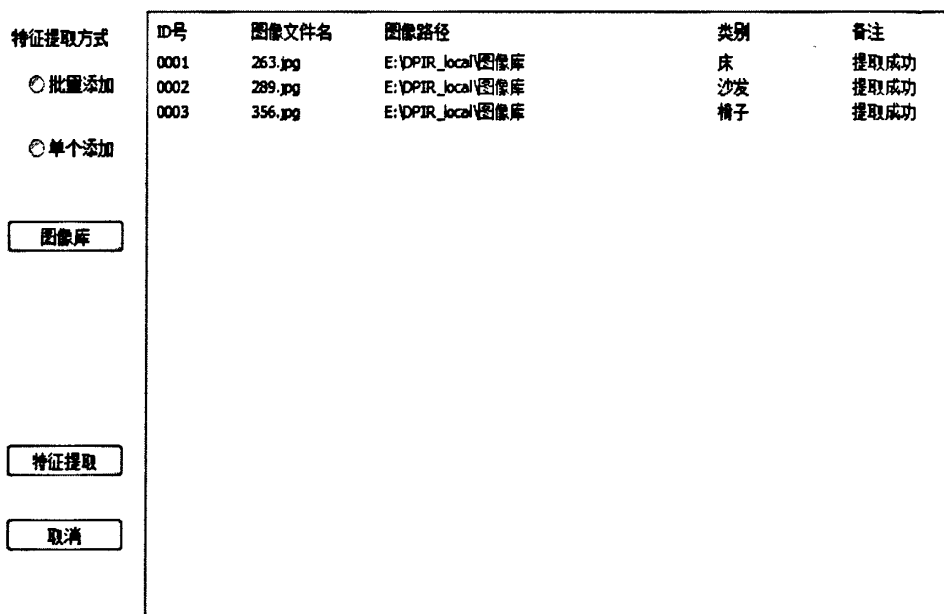 特征提取方式
批量添加
单个添加
图像库
特征提取
取消
ID号 图像文件名 图像路径 类别 备注
0001 263.jpg E:\DPIR_local\图像库 床 提取成功
0002 289.jpg E:\DPIR_local\图像库 沙发 提取成功
0003 356.jpg E:\DPIR_local\图像库 椅子 提取成功